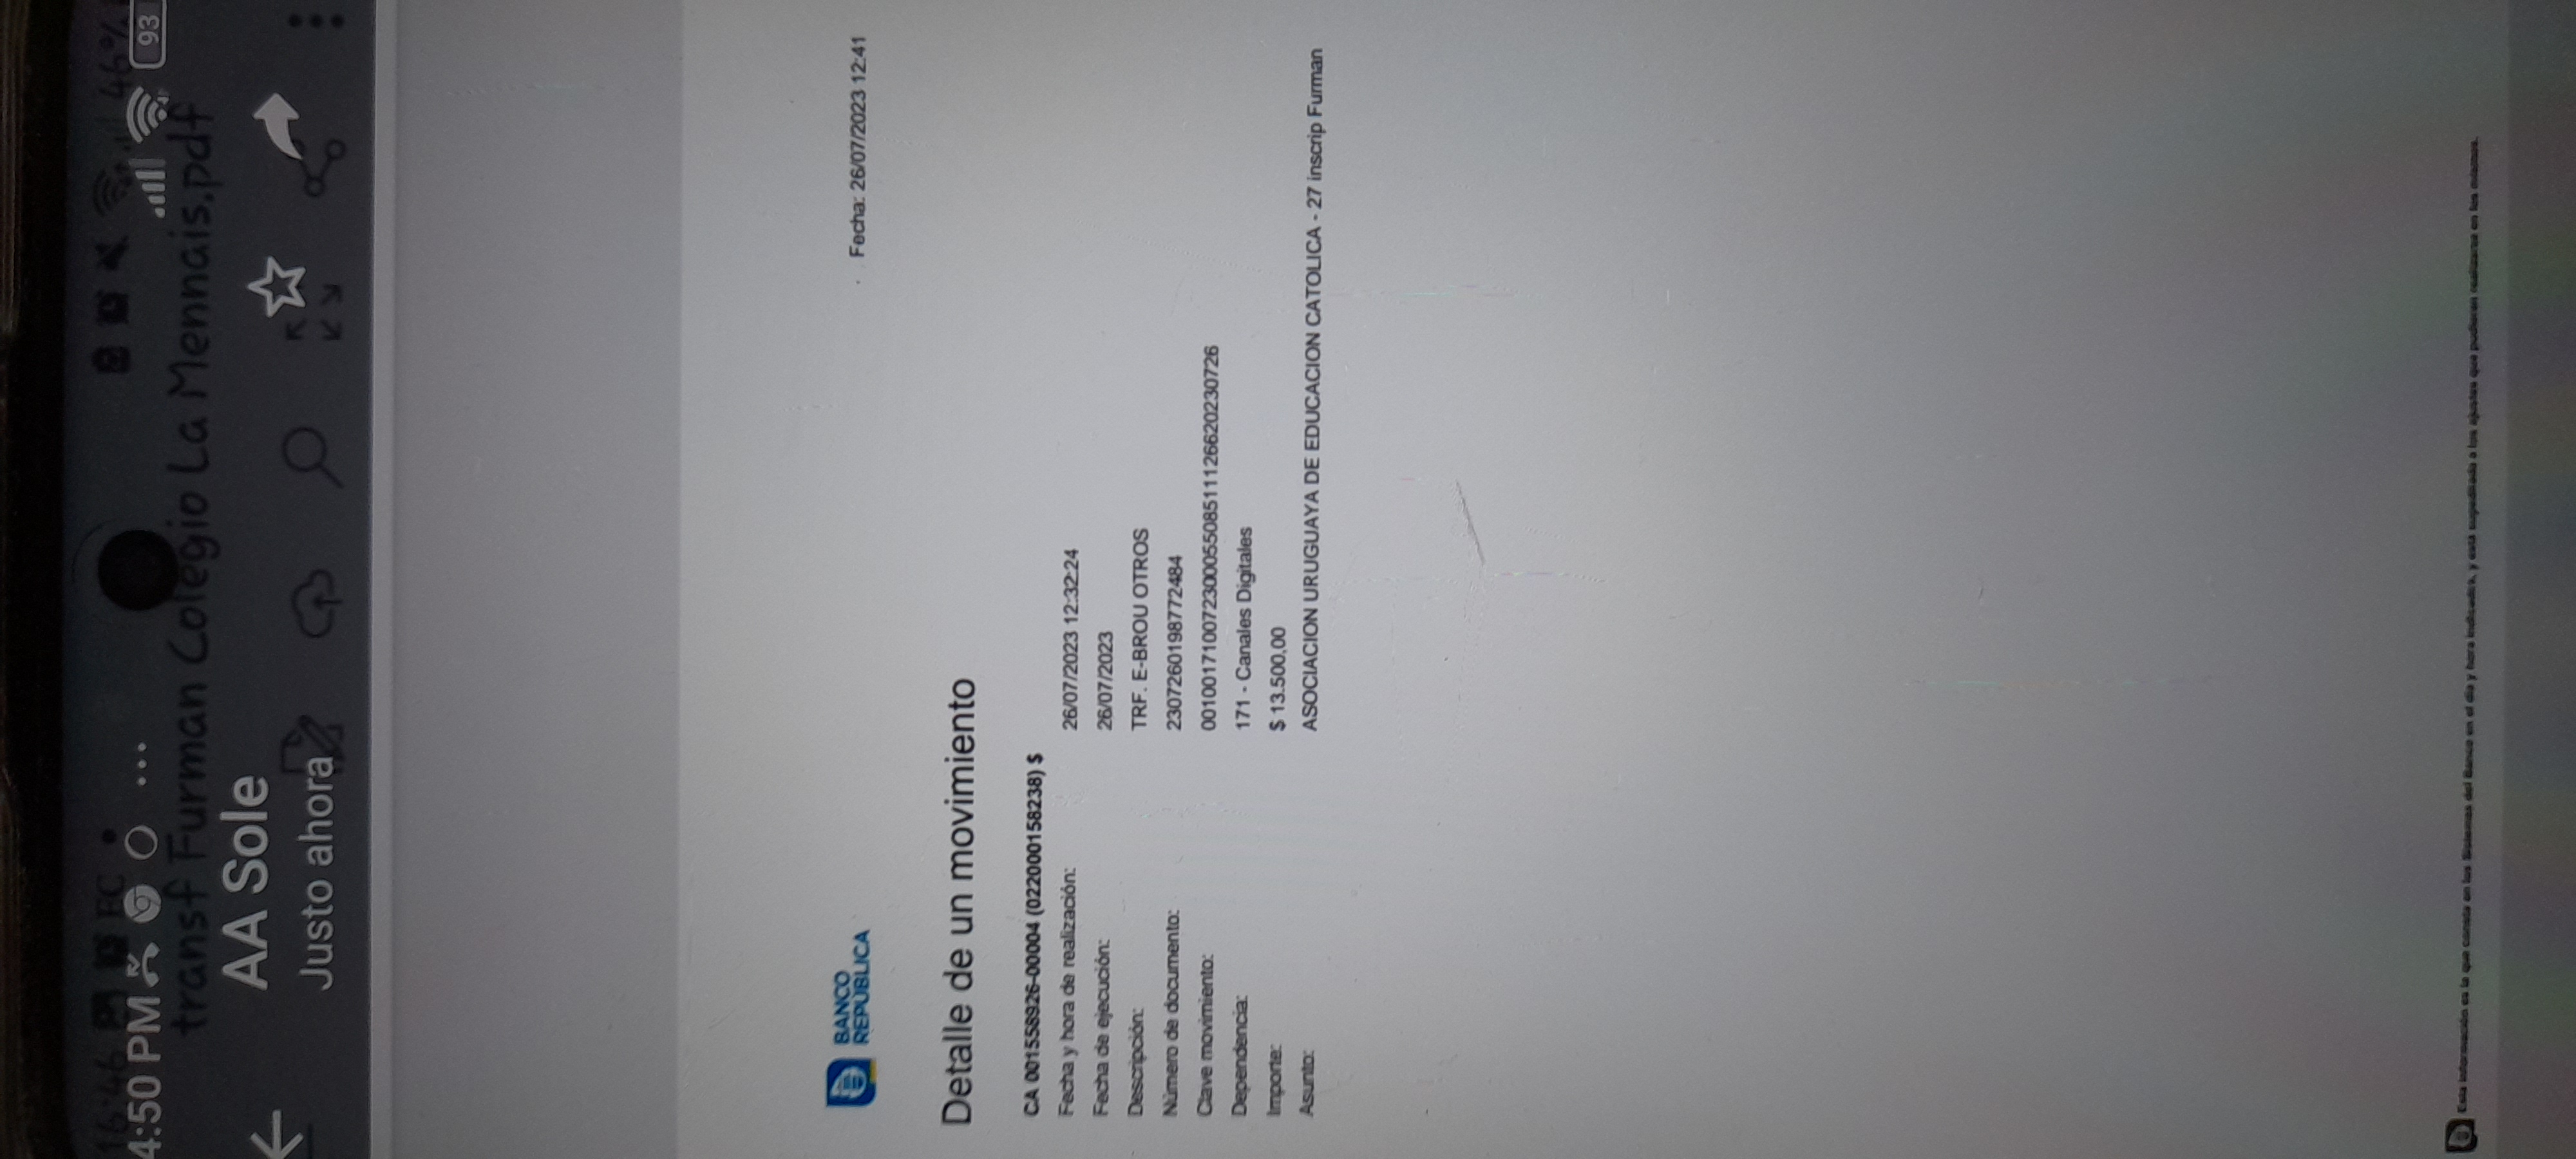 16:46 FC
4:50 PM ... 46%
93
transf Furman Colegio La Mennais.pdf
AA Sole
Justo ahora
BANCO
REPÚBLICA
Fecha: 26/07/2023 12:41
Detalle de un movimiento
CA 001558926-00004 (022000158238) $
Fecha y hora de realización: 26/07/2023 12:32:24
Fecha de ejecución: 26/07/2023
Descripción: TRF. E-BROU OTROS
Número de documento: 2307260198772484
Clave movimiento: 00100171007230005508511126620230726
Dependencia: 171 - Canales Digitales
Importe: $ 13.500,00
Asunto: ASOCIACION URUGUAYA DE EDUCACION CATOLICA - 27 inscrip Furman
Esta información es la que consta en los Sistemas del Banco en el día y hora indicados, y está supeditado a los ajustes que pudieran realizarse en los mismos.